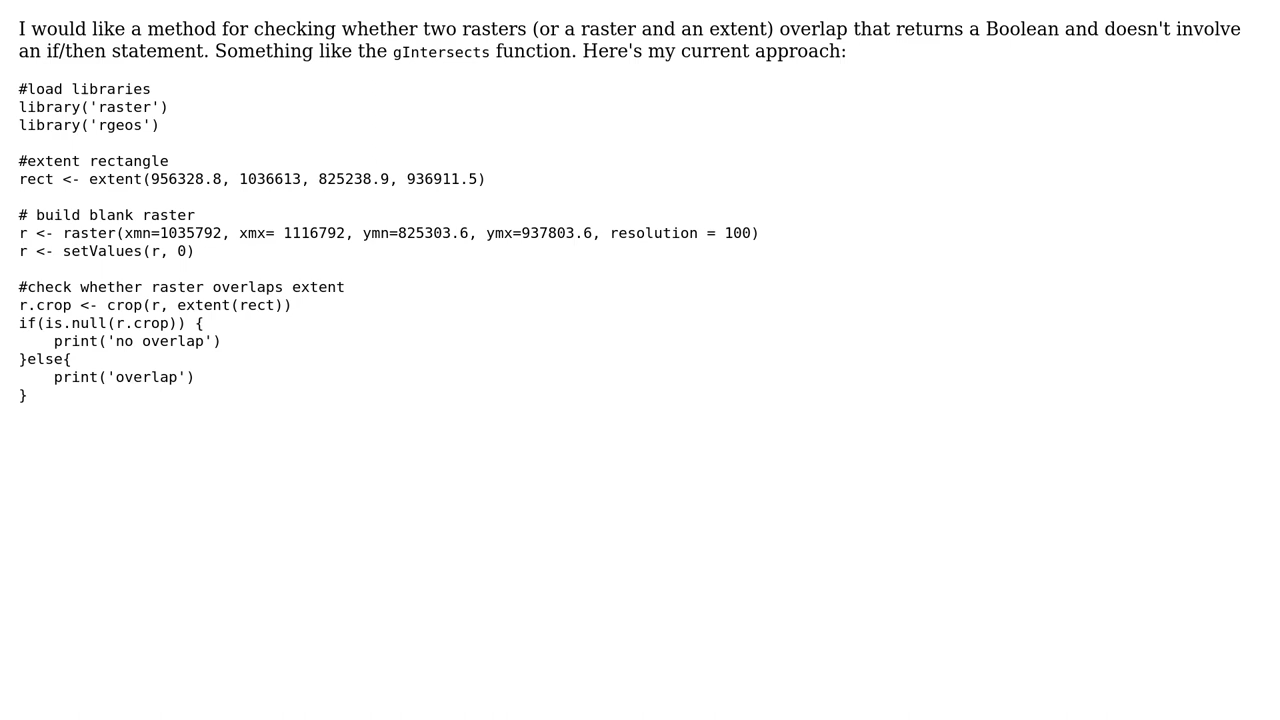 I would like a method for checking whether two rasters (or a raster and an extent) overlap that returns a Boolean and doesn't involve
an if/then statement. Something like the gIntersects function. Here's my current approach:
#load libraries
library('raster')
library('rgeos')
#extent rectangle
rect <- extent(956328.8, 1036613, 825238.9, 936911.5)
# build blank raster
r <- raster(xmn=1035792, xmx= 1116792, ymn=825303.6, ymx=937803.6, resolution = 100)
r <- setValues(r, 0)
#check whether raster overlaps extent
r.crop <- crop(r, extent(rect))
if(is.null(r.crop)) {
    print('no overlap')
}else{
    print('overlap')
}